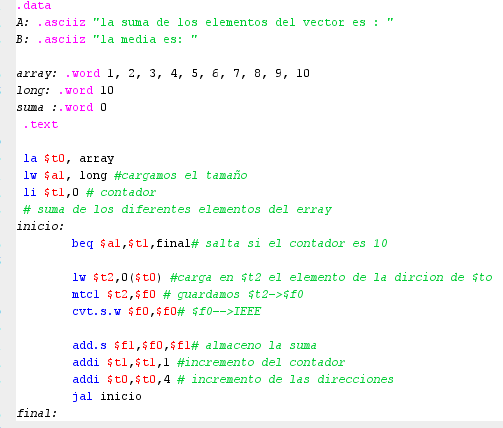 .data
A: .asciiz "la suma de los elementos del vector es : "
B: .asciiz "la media es: "
array: .word 1, 2, 3, 4, 5, 6, 7, 8, 9, 10
long: .word 10
suma :.word 0
.text
la $t0, array
lw $a1, long #cargamos el tamaño
li $t1,0 # contador
# suma de los diferentes elementos del erray
inicio:
beq $a1,$t1,final# salta si el contador es 10
lw $t2,0($t0) #carga en $t2 el elemento de la dircion de $to
mtc1 $t2,$f0 # guardamos $t2->$f0
cvt.s.w $f0,$f0# $f0-->IEEE
add.s $f1,$f0,$f1# almaceno la suma
addi $t1,$t1,1 #incremento del contador
addi $t0,$t0,4 # incremento de las direcciones
jal inicio
final: